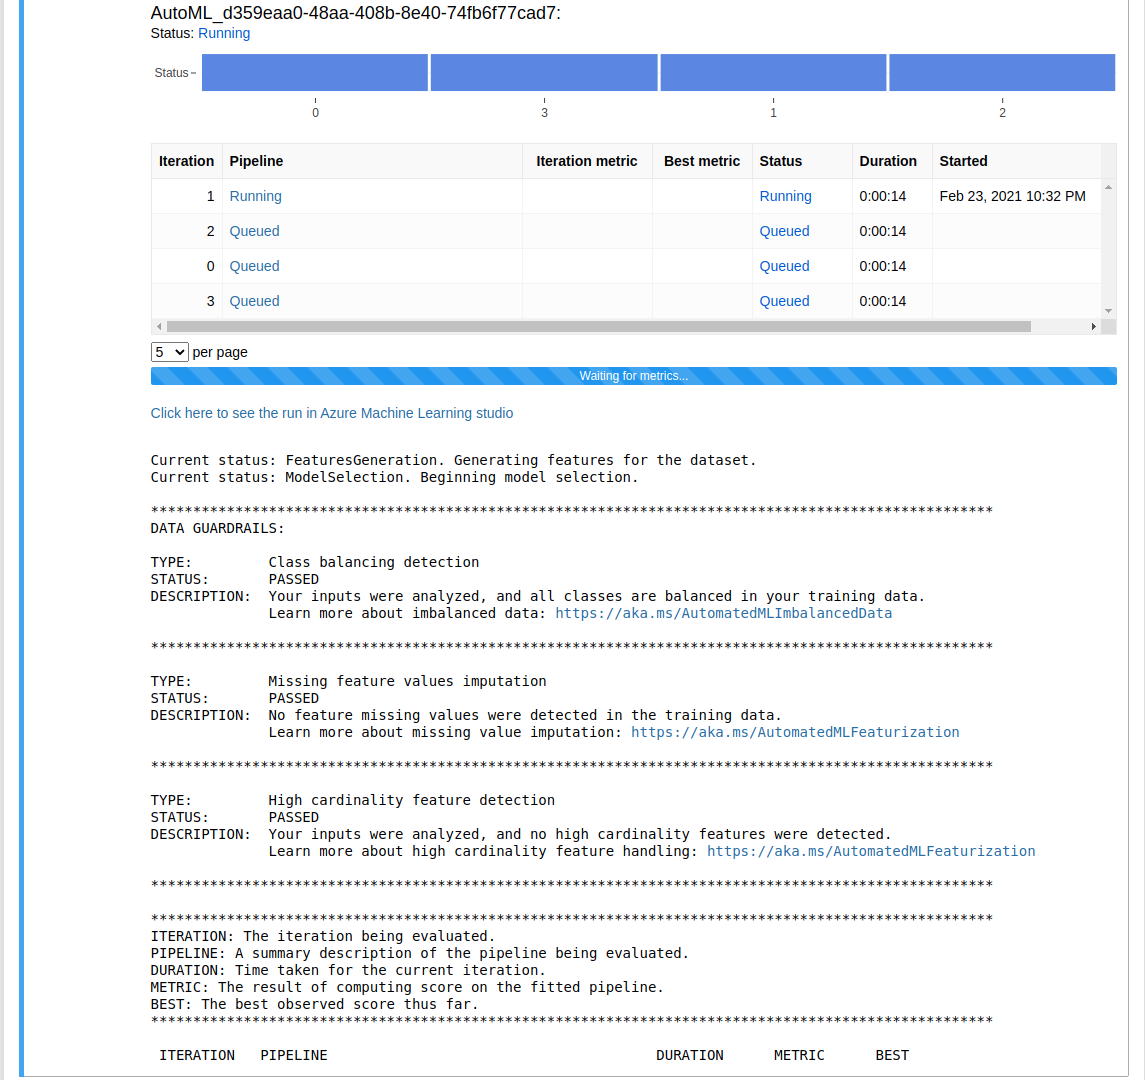 AutoML_d359eaa0-48aa-408b-8e40-74fb6f77cad7:
Status: Running
Status
0 3 1 2
Iteration Pipeline Iteration metric Best metric Status Duration Started
1 Running Running 0:00:14 Feb 23, 2021 10:32 PM
2 Queued Queued 0:00:14
0 Queued Queued 0:00:14
3 Queued Queued 0:00:14
5 per page
Waiting for metrics...
Click here to see the run in Azure Machine Learning studio
Current status: FeaturesGeneration. Generating features for the dataset.
Current status: ModelSelection. Beginning model selection.
****************************************************************************************************
DATA GUARDRAILS:
TYPE: Class balancing detection
STATUS: PASSED
DESCRIPTION: Your inputs were analyzed, and all classes are balanced in your training data.
Learn more about imbalanced data: https://aka.ms/AutomatedMLImbalancedData
****************************************************************************************************
TYPE: Missing feature values imputation
STATUS: PASSED
DESCRIPTION: No feature missing values were detected in the training data.
Learn more about missing value imputation: https://aka.ms/AutomatedMLFeaturization
****************************************************************************************************
TYPE: High cardinality feature detection
STATUS: PASSED
DESCRIPTION: Your inputs were analyzed, and no high cardinality features were detected.
Learn more about high cardinality feature handling: https://aka.ms/AutomatedMLFeaturization
****************************************************************************************************
****************************************************************************************************
ITERATION: The iteration being evaluated.
PIPELINE: A summary description of the pipeline being evaluated.
DURATION: Time taken for the current iteration.
METRIC: The result of computing score on the fitted pipeline.
BEST: The best observed score thus far.
****************************************************************************************************
ITERATION PIPELINE DURATION METRIC BEST